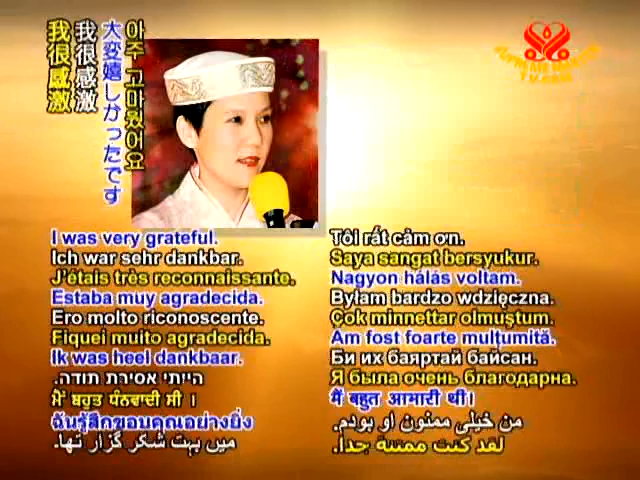 我很感激
我很感激
大変嬉しかったです
아주 고마웠어요
I was very grateful.
Ich war sehr dankbar.
J'étais très reconnaissante.
Estaba muy agradecida.
Ero molto riconoscente.
Fiquei muito agradecida.
Ik was heel dankbaar.
הייתי אסירת תודה.
ਮੈਂ ਬਹੁਤ ਧੰਨਵਾਦੀ ਸੀ ।
ฉันรู้สึกขอบคุณอย่างยิ่ง
میں بہت شکر گزار تھا.
Tôi rất cảm ơn.
Saya sangat bersyukur.
Nagyon hálás voltam.
Byłam bardzo wdzięczna.
Çok minnettar olmuştum.
Am fost foarte mulţumită.
Би их баяртай байсан.
Я была очень благодарна.
मैं बहुत आभारी थी।
من خیلی ممنون او بودم.
لقد كنت ممتنة جدا.